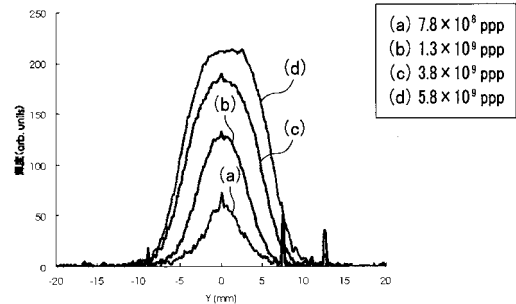 (a) 7.8×10⁸ ppp
(b) 1.3×10⁹ ppp
(c) 3.8×10⁹ ppp
(d) 5.8×10⁹ ppp
250
200
150
100
50
0
輝度(arb. units)
(d)
(b)
(c)
(a)
-20 -15 -10 -5 0 5 10 15 20
Y (mm)